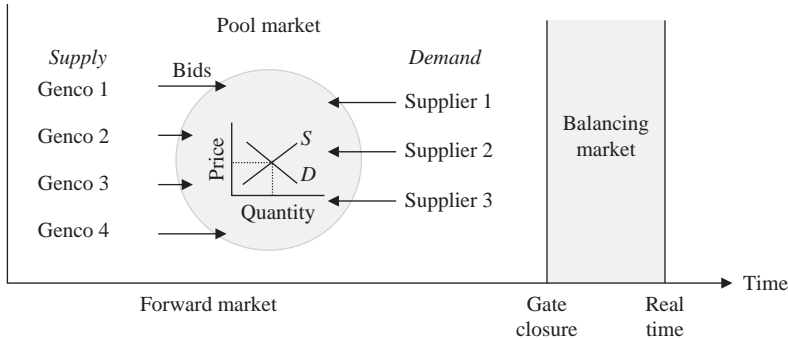 Pool market
Supply
Demand
Bids
Genco 1
Genco 2
Genco 3
Genco 4
Price
S
D
Quantity
Supplier 1
Supplier 2
Supplier 3
Balancing
market
Time
Forward market
Gate
closure
Real
time